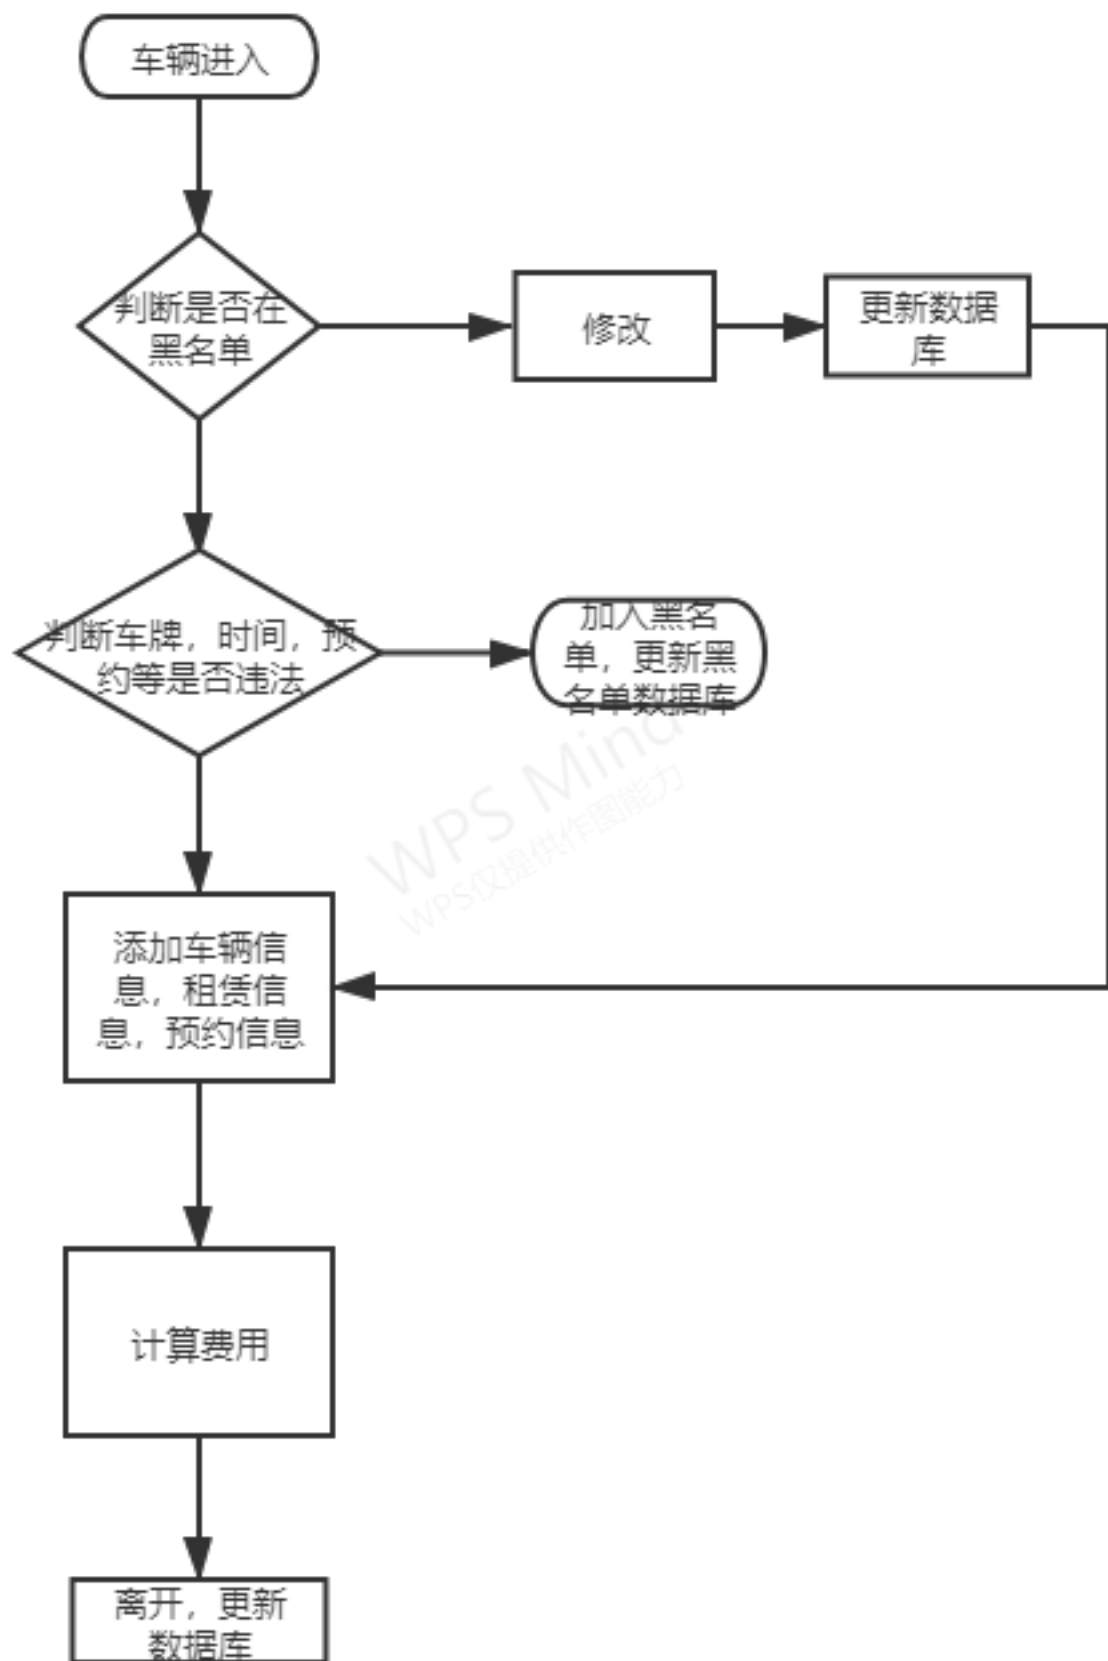 车辆进入
判断是否在
黑名单
修改
更新数据
库
判断车牌，时间，预
约等是否违法
加入黑名
单，更新黑
名单数据库
WPS Mind
WPS仅提供作图能力
添加车辆信
息，租赁信
息，预约信息
计算费用
离开，更新
数据库